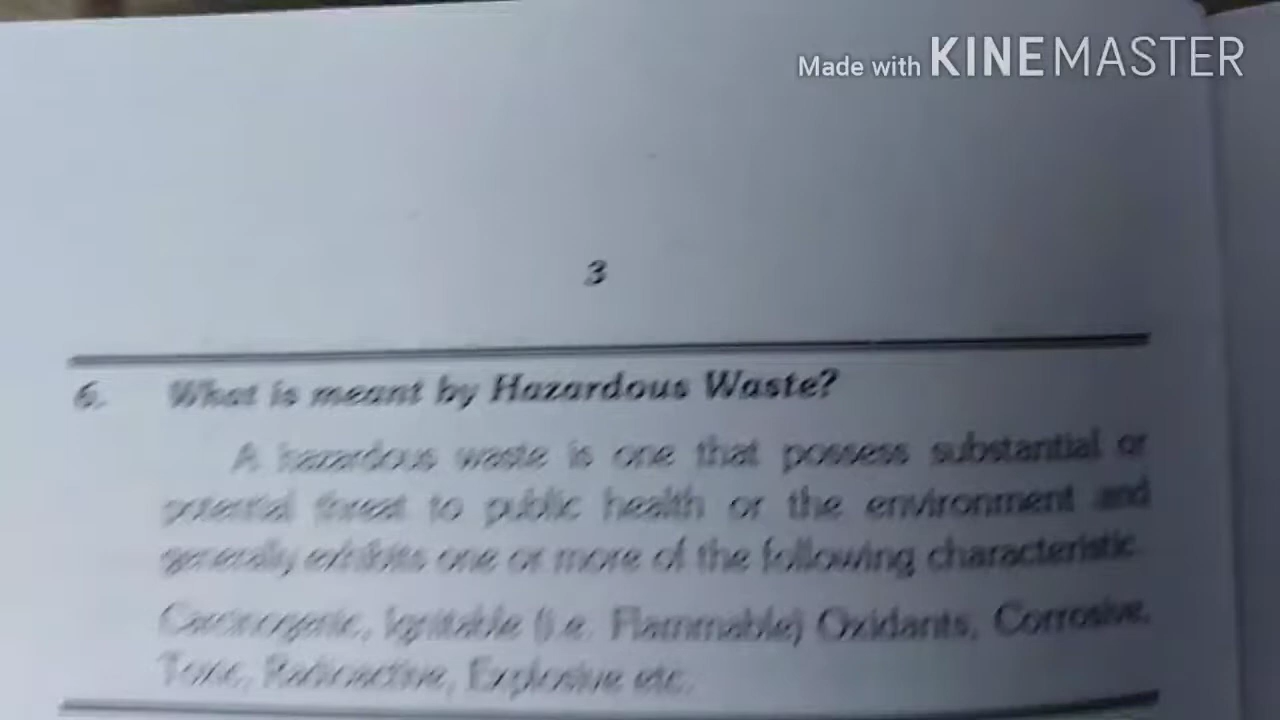 Made with KINEMASTER
3
6. What is meant by Hazardous Waste?
A hazardous waste is one that possess substantial or
potential threat to public health or the environment and
generally exhibits one or more of the following characteristic.
Carcinogenic, Ignitable (i.e. Flammable) Oxidants, Corrosive,
Toxic, Radioactive, Explosive etc.